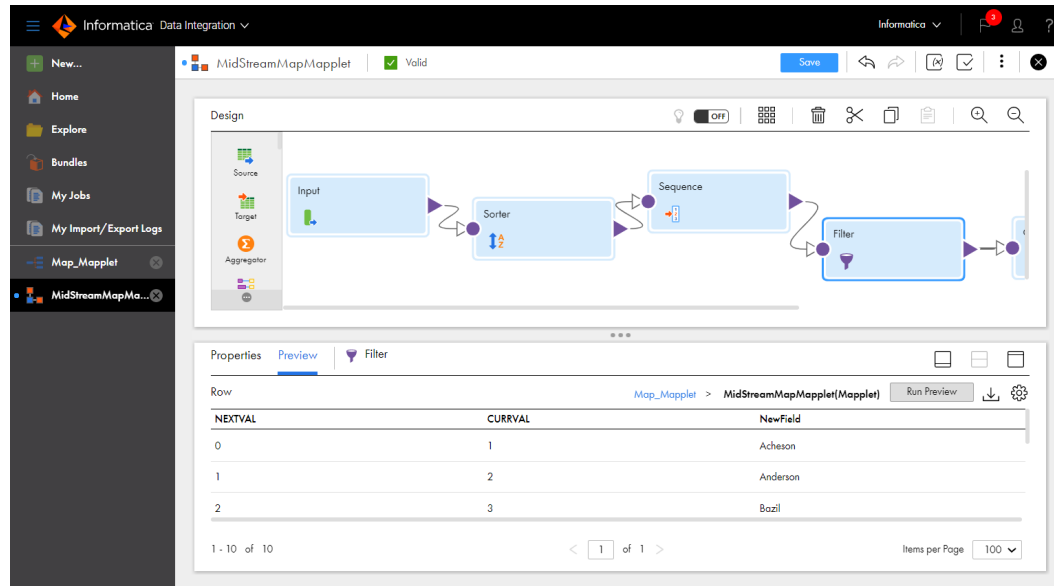 Informatica Data Integration
Informatica
3
?
New...
Home
Explore
Bundles
My Jobs
My Import/Export Logs
Map_Mapplet
MidStreamMapMa...
MidStreamMapMapplet
Valid
Save
Design
OFF
Source
Target
Aggregator
Input
Sorter
Sequence
Filter
Properties Preview Filter
Row
Map_Mapplet > MidStreamMapMapplet(Mapplet) Run Preview
NEXTVAL CURRVAL NewField
0 1 Acheson
1 2 Anderson
2 3 Bazil
1 - 10 of 10
< 1 of 1 >
Items per Page 100